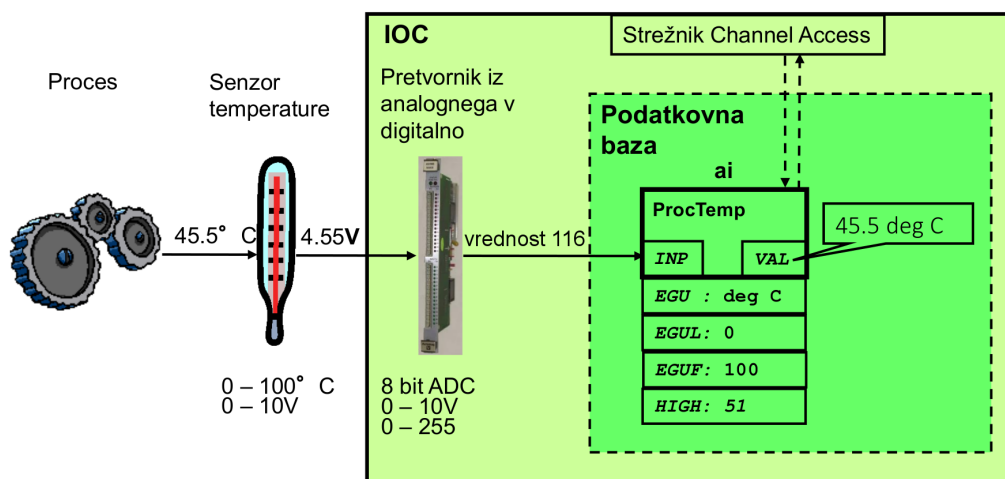 IOC
Strežnik Channel Access
Proces
Senzor
temperature
Pretvornik iz
analognega v
digitalno
Podatkovna
baza
ai
ProcTemp
45.5 deg C
45.5° C
4.55V
vrednost 116
INP
VAL
EGU : deg C
EGUL: 0
EGUF: 100
HIGH: 51
0 – 100° C
0 – 10V
8 bit ADC
0 – 10V
0 – 255